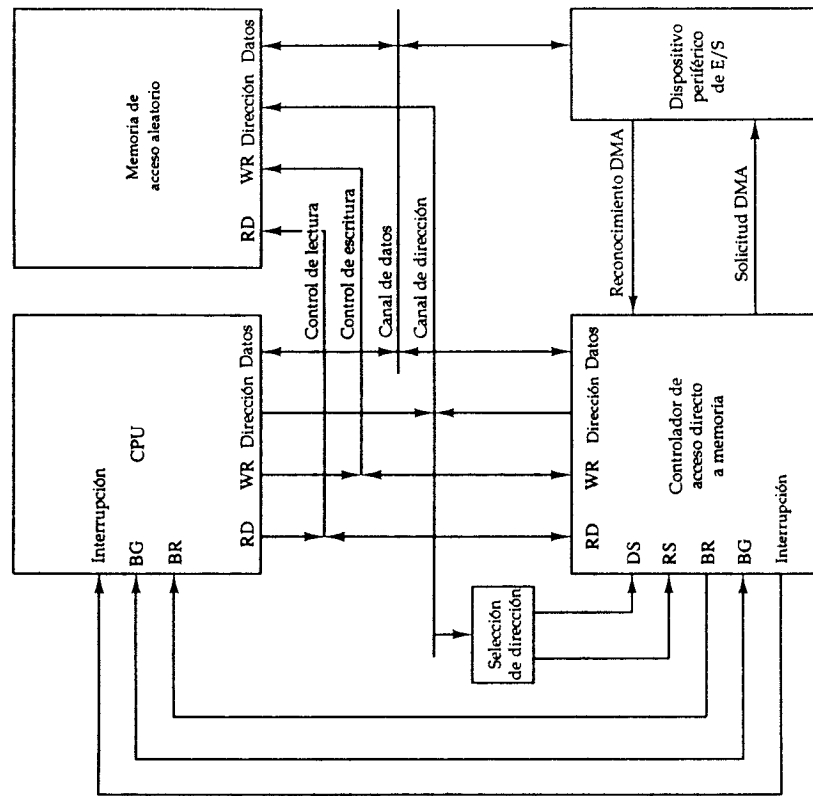 Interrupción
BG
BR
CPU
RD
WR
Dirección
Datos
Memoria de
acceso aleatorio
RD
WR
Dirección
Datos
Control de lectura
Control de escritura
Canal de datos
Canal de dirección
Selección
de dirección
RD
WR
Dirección
Datos
DS
RS
BR
BG
Interrupción
Controlador de
acceso directo
a memoria
Reconocimiento DMA
Solicitud DMA
Dispositivo
periférico
de E/S